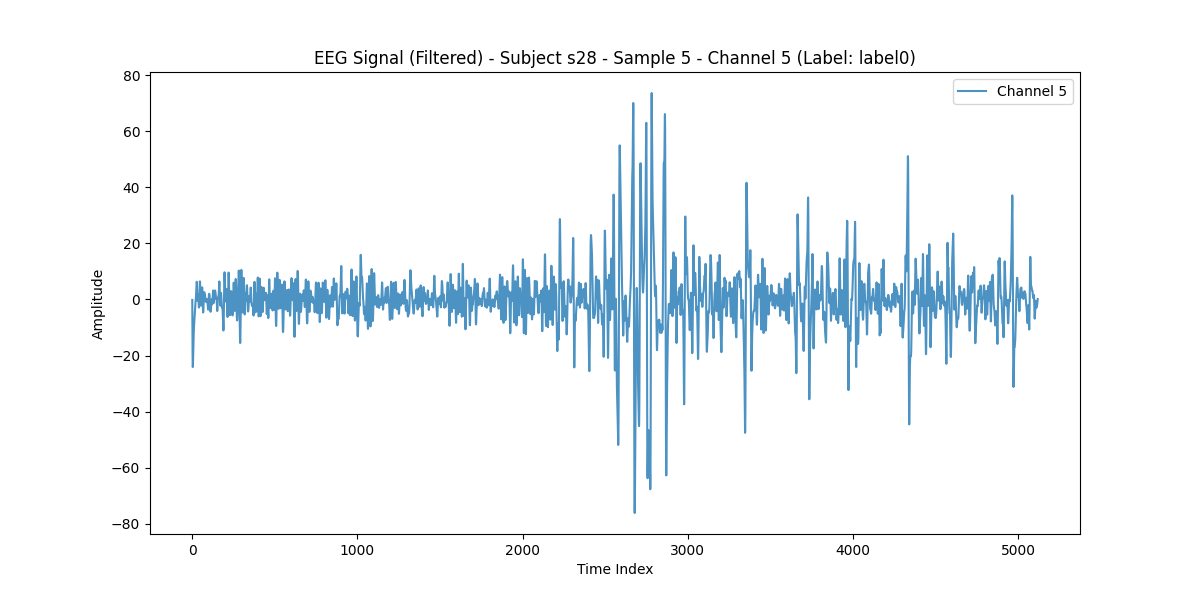 EEG Signal (Filtered) - Subject s28 - Sample 5 - Channel 5 (Label: label0)
Channel 5
80
60
40
20
0
−20
−40
−60
−80
Amplitude
0 1000 2000 3000 4000 5000
Time Index